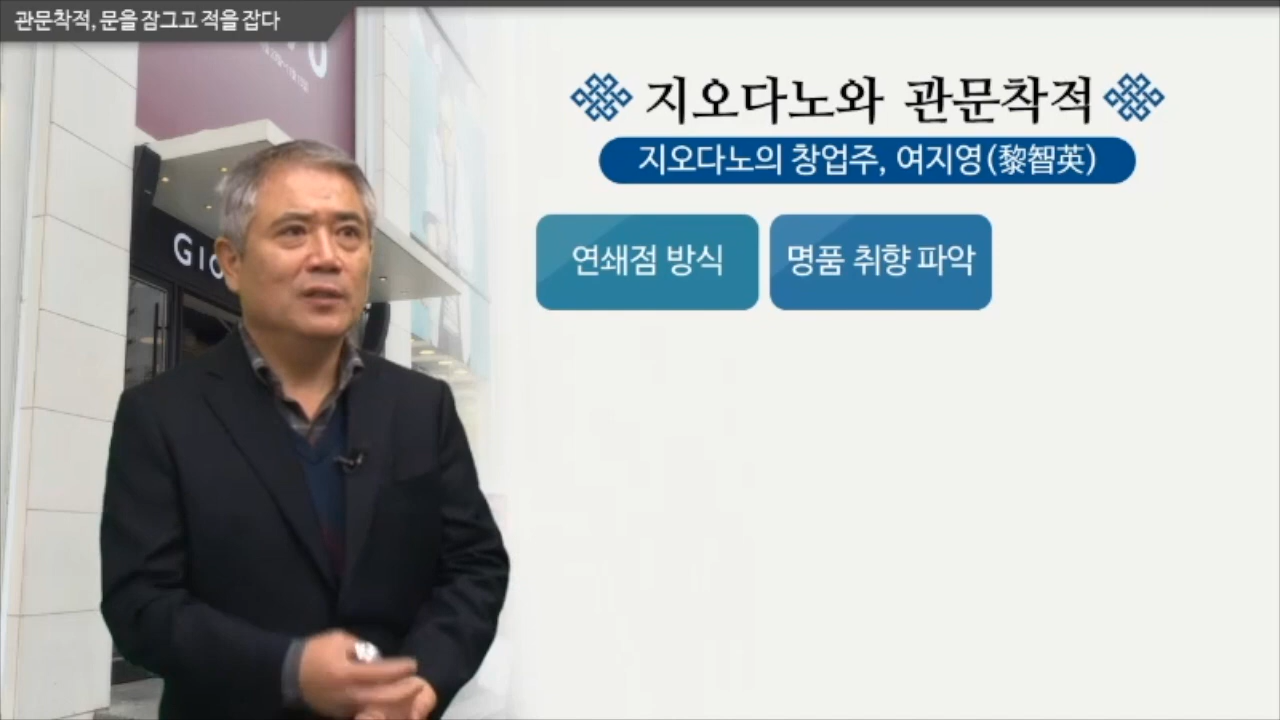 관문착적, 문을 잠그고 적을 잡다
지오다노와 관문착적
지오다노의 창업주, 여지영(黎智英)
연쇄점 방식
명품 취향 파악
GIO